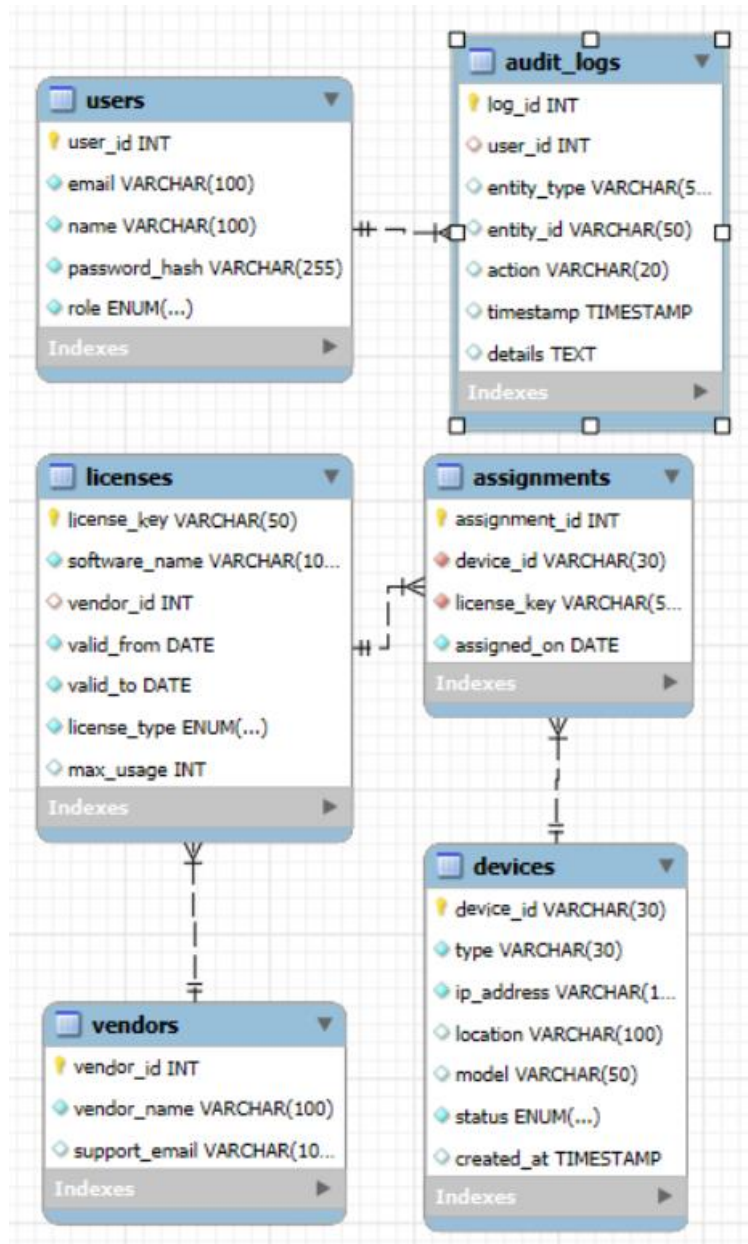 users
user_id INT
email VARCHAR(100)
name VARCHAR(100)
password_hash VARCHAR(255)
role ENUM(...)
Indexes
audit_logs
log_id INT
user_id INT
entity_type VARCHAR(5...
entity_id VARCHAR(50)
action VARCHAR(20)
timestamp TIMESTAMP
details TEXT
Indexes
licenses
license_key VARCHAR(50)
software_name VARCHAR(10...
vendor_id INT
valid_from DATE
valid_to DATE
license_type ENUM(...)
max_usage INT
Indexes
assignments
assignment_id INT
device_id VARCHAR(30)
license_key VARCHAR(5...
assigned_on DATE
Indexes
vendors
vendor_id INT
vendor_name VARCHAR(100)
support_email VARCHAR(10...
Indexes
devices
device_id VARCHAR(30)
type VARCHAR(30)
ip_address VARCHAR(1...
location VARCHAR(100)
model VARCHAR(50)
status ENUM(...)
created_at TIMESTAMP
Indexes